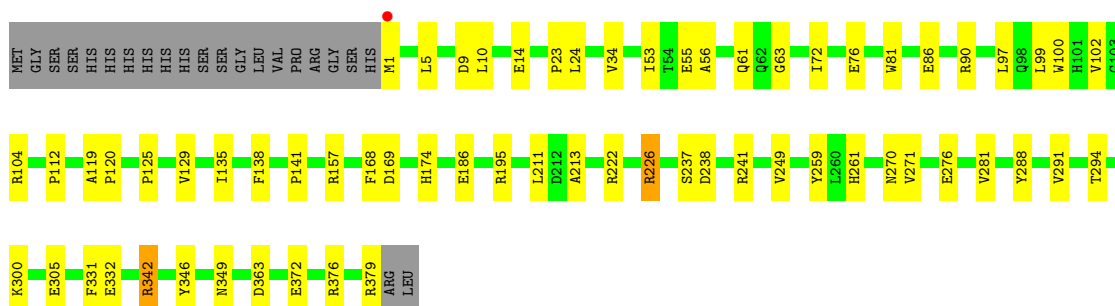 MET GLY SER SER HIS HIS HIS HIS HIS HIS SER SER GLY LEU VAL PRO ARG GLY SER HIS M1 L5 D9 L10 E14 P23 L24 V34 I53 T54 E55 A56 Q61 Q62 G63 I72 E76 W81 E86 R90 L97 Q98 L99 W100 H101 V102 G103
R104 P112 A119 P120 P125 V129 I135 F138 P141 R157 F168 D169 H174 E186 R195 L211 D212 A213 R222 R226 S237 D238 R241 V249 Y259 L260 H261 N270 V271 E276 V281 Y288 V291 T294
K300 E305 F331 E332 R342 Y346 N349 D363 E372 R376 R379 ARG LEU